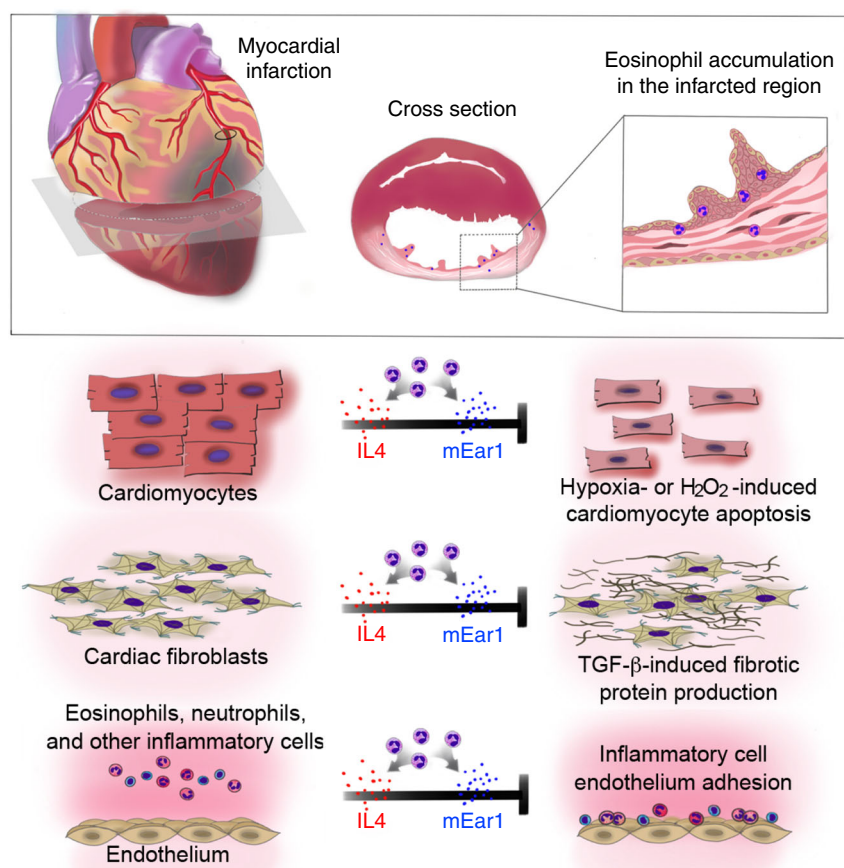 Myocardial
infarction
Cross section
Eosinophil accumulation
in the infarcted region
IL4
mEar1
Cardiomyocytes
Hypoxia- or H₂O₂-induced
cardiomyocyte apoptosis
IL4
mEar1
Cardiac fibroblasts
TGF-β-induced fibrotic
protein production
Eosinophils, neutrophils,
and other inflammatory cells
IL4
mEar1
Inflammatory cell
endothelium adhesion
Endothelium